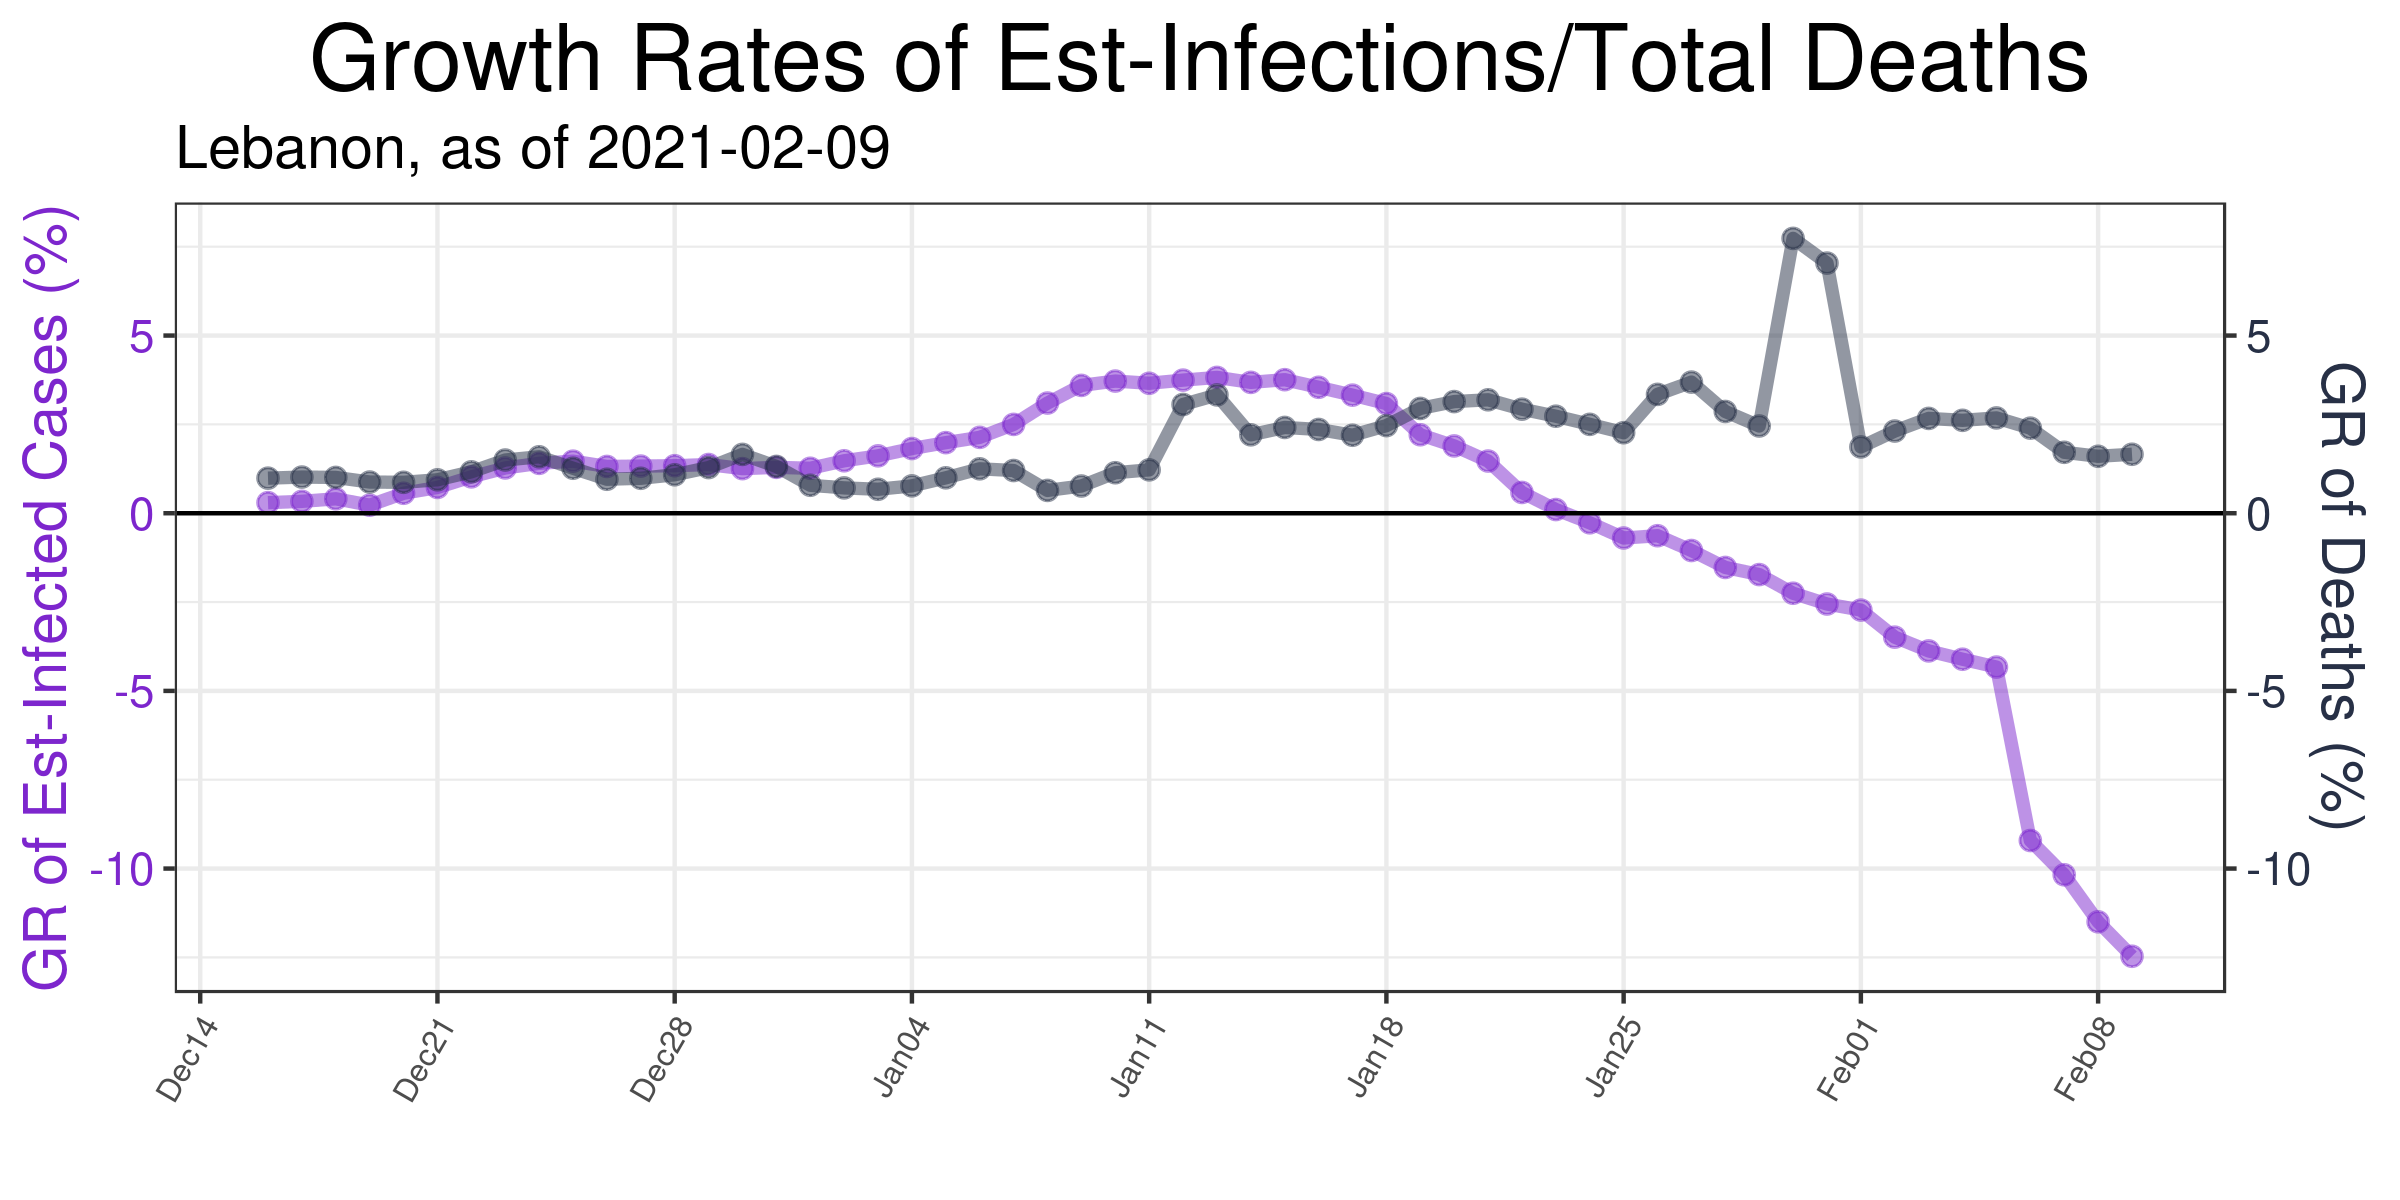 Growth Rates of Est-Infections/Total Deaths
Lebanon, as of 2021-02-09
GR of Est-Infected Cases (%)
5
0
-5
-10
5
0
-5
-10
GR of Deaths (%)
Dec14
Dec21
Dec28
Jan04
Jan11
Jan18
Jan25
Feb01
Feb08